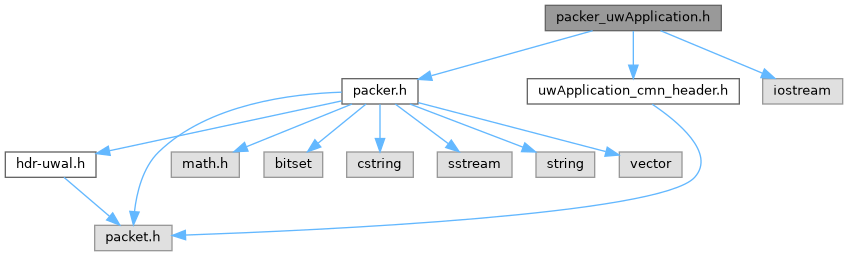 packer_uwApplication.h
packer.h
uwApplication_cmn_header.h
iostream
hdr-uwal.h
math.h
bitset
cstring
sstream
string
vector
packet.h